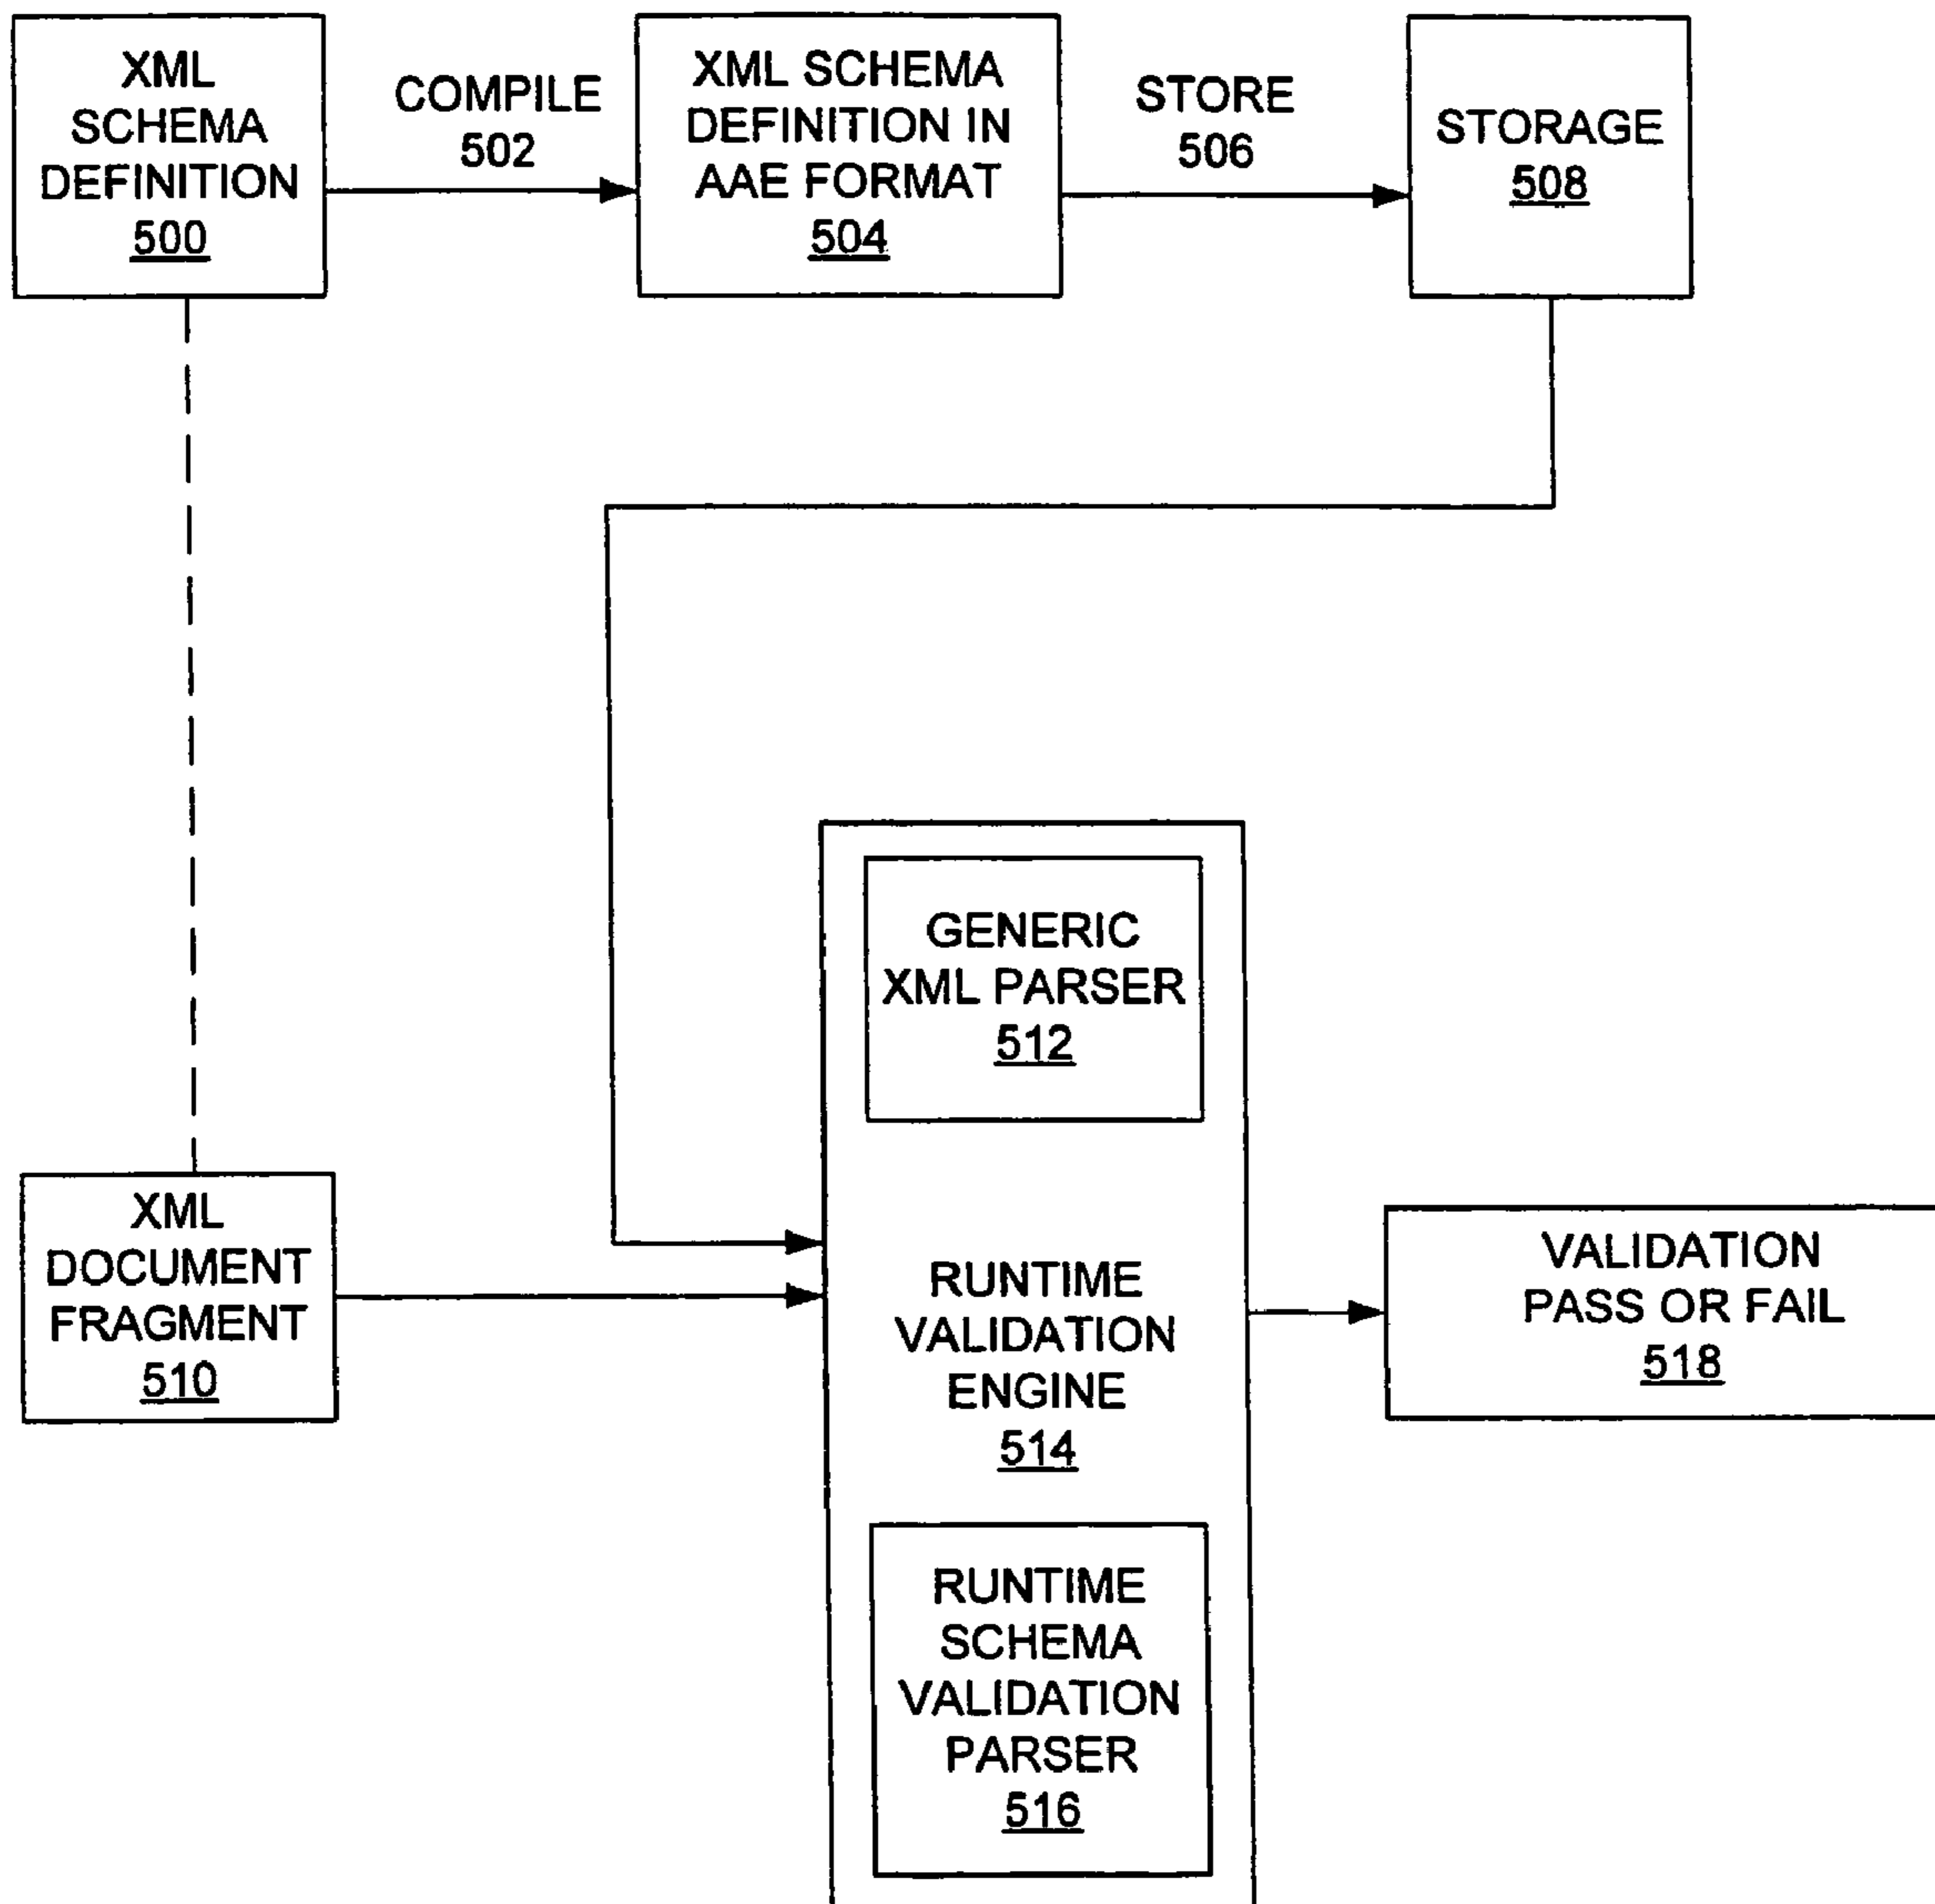 XML
SCHEMA
DEFINITION
500
COMPILE
502
XML SCHEMA
DEFINITION IN
AAE FORMAT
504
STORE
506
STORAGE
508
GENERIC
XML PARSER
512
XML
DOCUMENT
FRAGMENT
510
RUNTIME
VALIDATION
ENGINE
514
VALIDATION
PASS OR FAIL
518
RUNTIME
SCHEMA
VALIDATION
PARSER
516